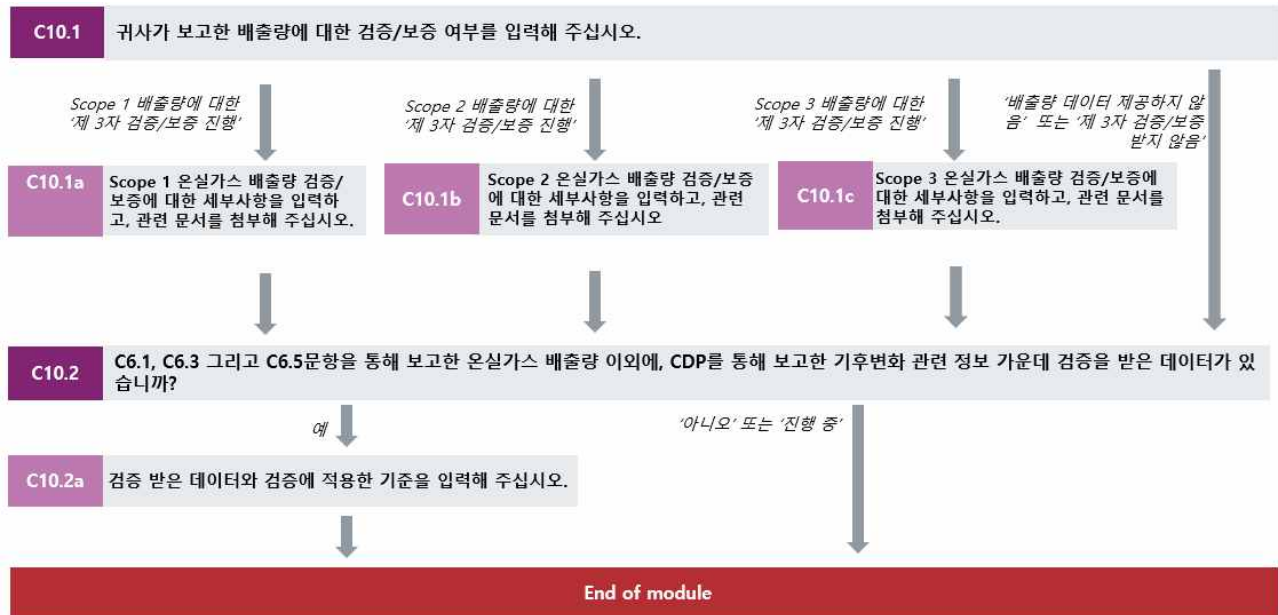 C10.1
귀사가 보고한 배출량에 대한 검증/보증 여부를 입력해 주십시오.
Scope 1 배출량에 대한
'제 3자 검증/보증 진행'
Scope 2 배출량에 대한
'제 3자 검증/보증 진행'
Scope 3 배출량에 대한
'제 3자 검증/보증 진행'
'배출량 데이터 제공하지 않
음' 또는 '제 3자 검증/보증
받지 않음'
C10.1a
Scope 1 온실가스 배출량 검증/
보증에 대한 세부사항을 입력하
고, 관련 문서를 첨부해 주십시오.
C10.1b
Scope 2 온실가스 배출량 검증/보증
에 대한 세부사항을 입력하고, 관련
문서를 첨부해 주십시오
C10.1c
Scope 3 온실가스 배출량 검증/보증에
대한 세부사항을 입력하고, 관련 문서를
첨부해 주십시오.
C10.2
C6.1, C6.3 그리고 C6.5문항을 통해 보고한 온실가스 배출량 이외에, CDP를 통해 보고한 기후변화 관련 정보 가운데 검증을 받은 데이터가 있
습니까?
예
'아니오' 또는 '진행 중'
C10.2a
검증 받은 데이터와 검증에 적용한 기준을 입력해 주십시오.
End of module